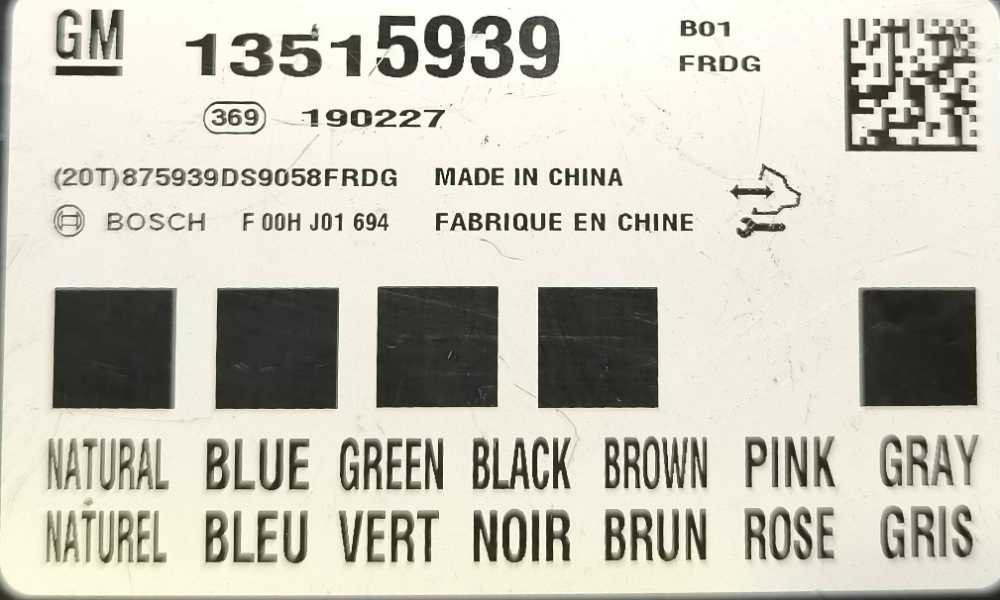 GM 13515939 B01
FRDG
369 190227
(20T)875939DS9058FRDG MADE IN CHINA
BOSCH F 00H J01 694 FABRIQUE EN CHINE
NATURAL BLUE GREEN BLACK BROWN PINK GRAY
NATUREL BLEU VERT NOIR BRUN ROSE GRIS